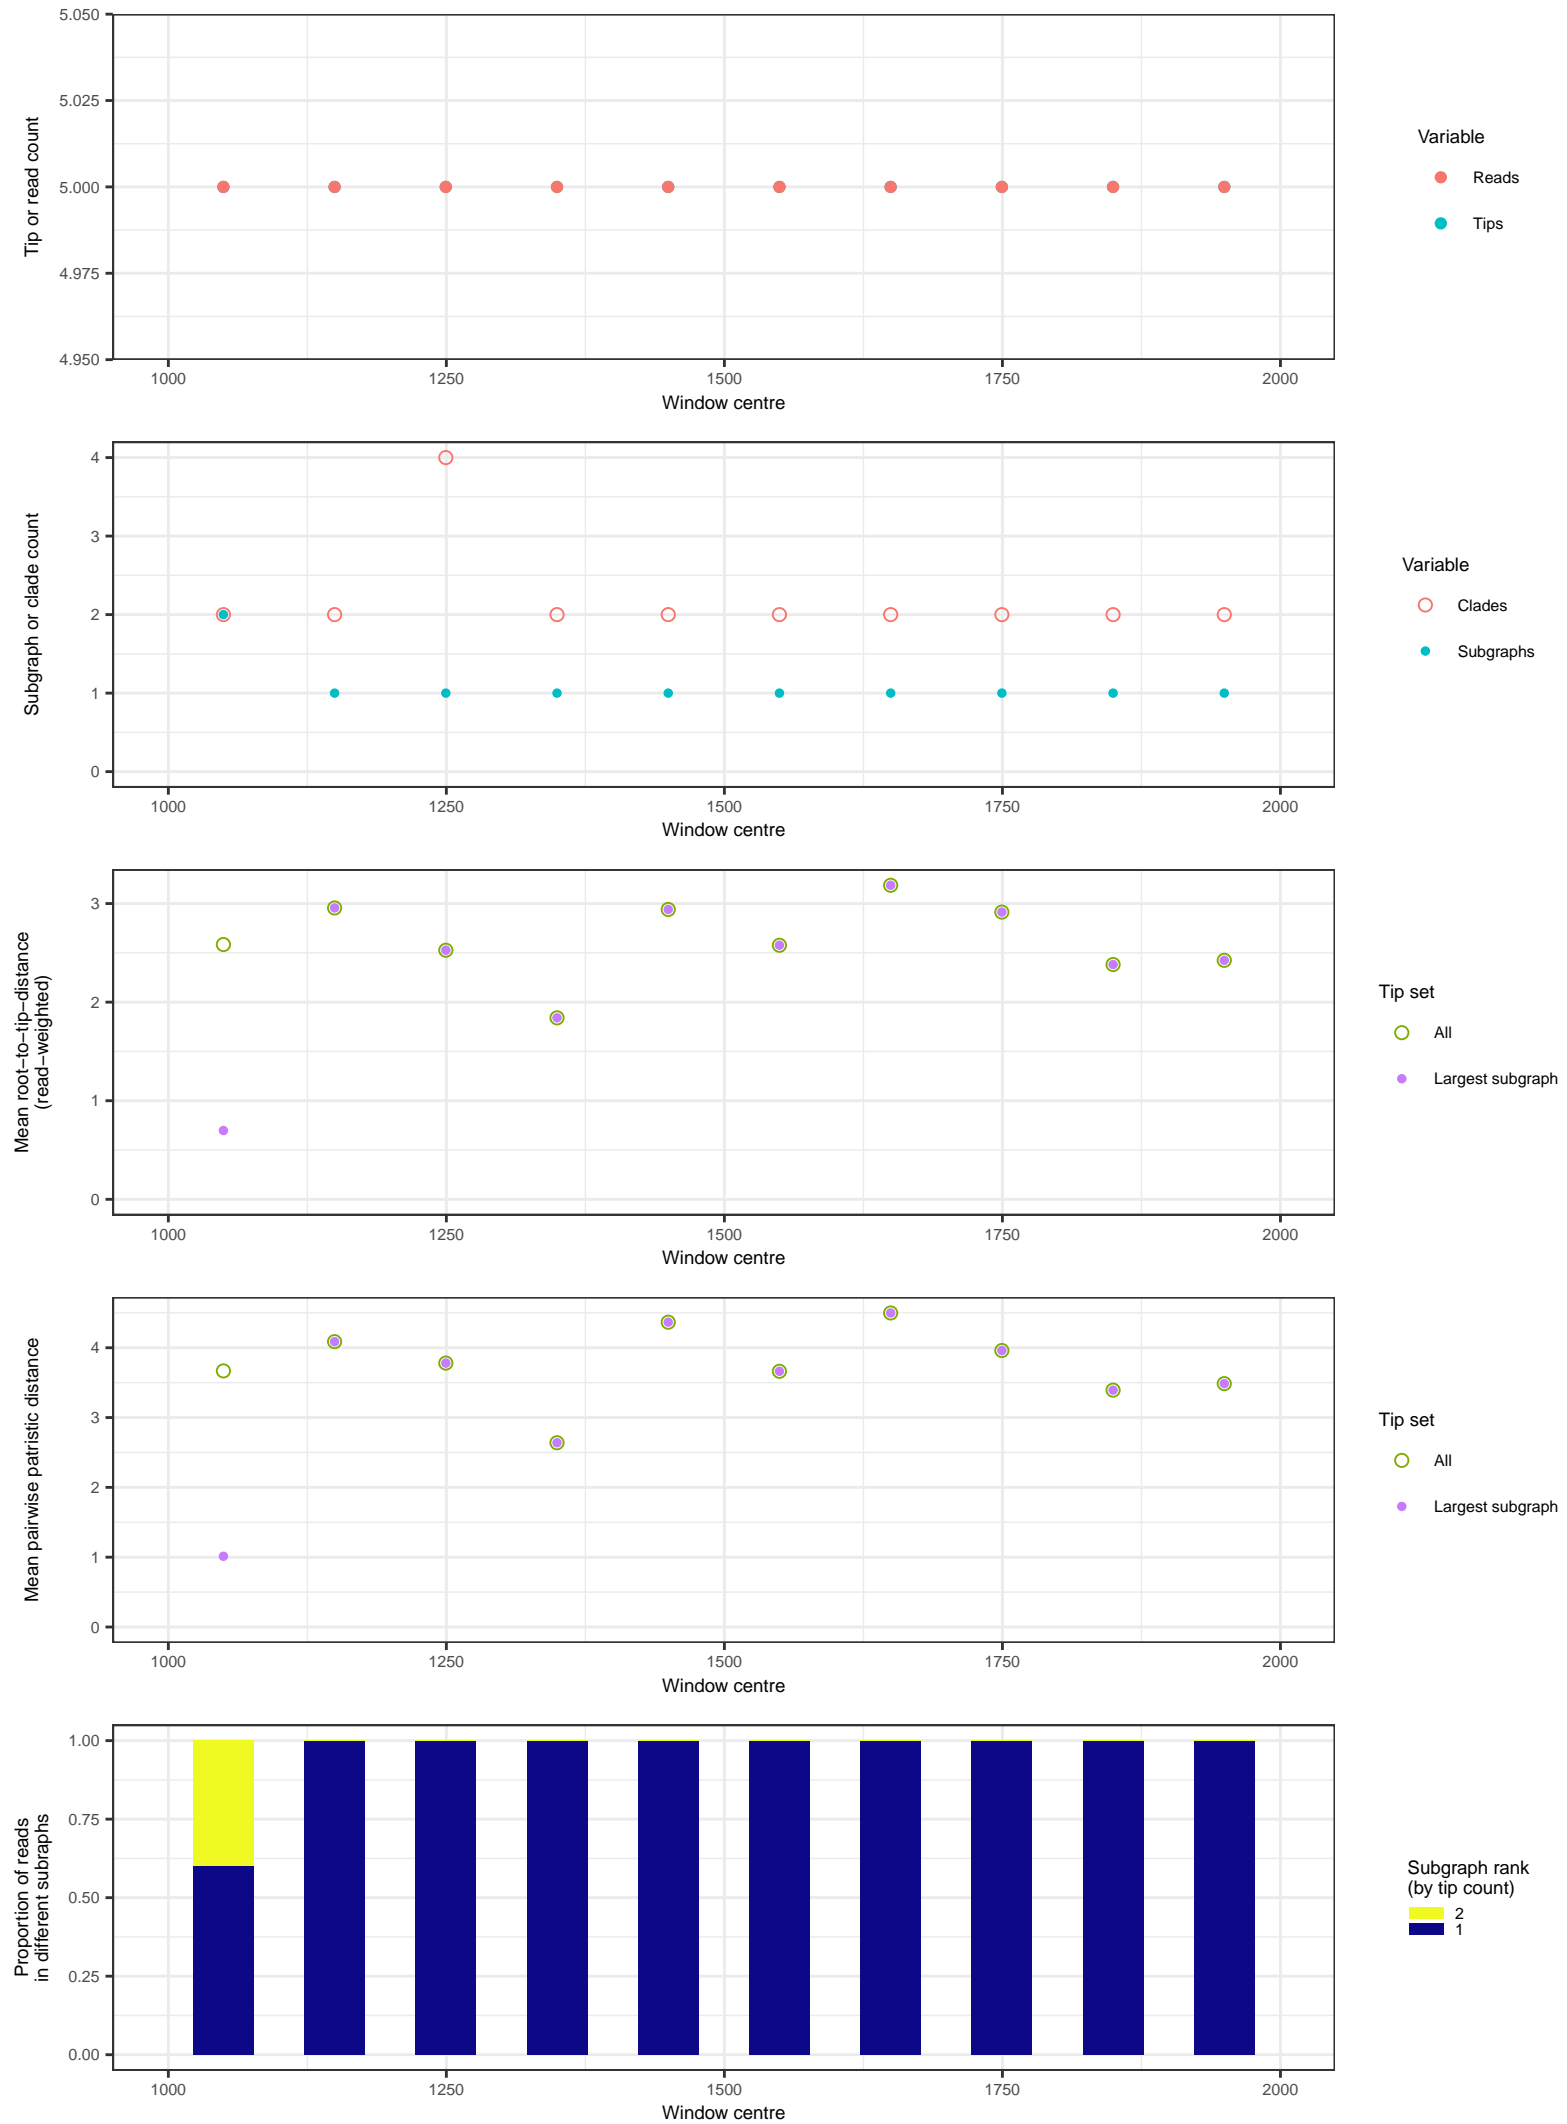 5.050
5.025
5.000
4.975
4.950
Tip or read count
1000 1250 1500 1750 2000
Window centre
Variable
Reads
Tips
4
3
2
1
0
Subgraph or clade count
1000 1250 1500 1750 2000
Window centre
Variable
Clades
Subgraphs
3
2
1
0
Mean root−to−tip−distance
(read−weighted)
1000 1250 1500 1750 2000
Window centre
Tip set
All
Largest subgraph
4
3
2
1
0
Mean pairwise patristic distance
1000 1250 1500 1750 2000
Window centre
Tip set
All
Largest subgraph
1.00
0.75
0.50
0.25
0.00
Proportion of reads
in different subraphs
1000 1250 1500 1750 2000
Window centre
Subgraph rank
(by tip count)
2
1